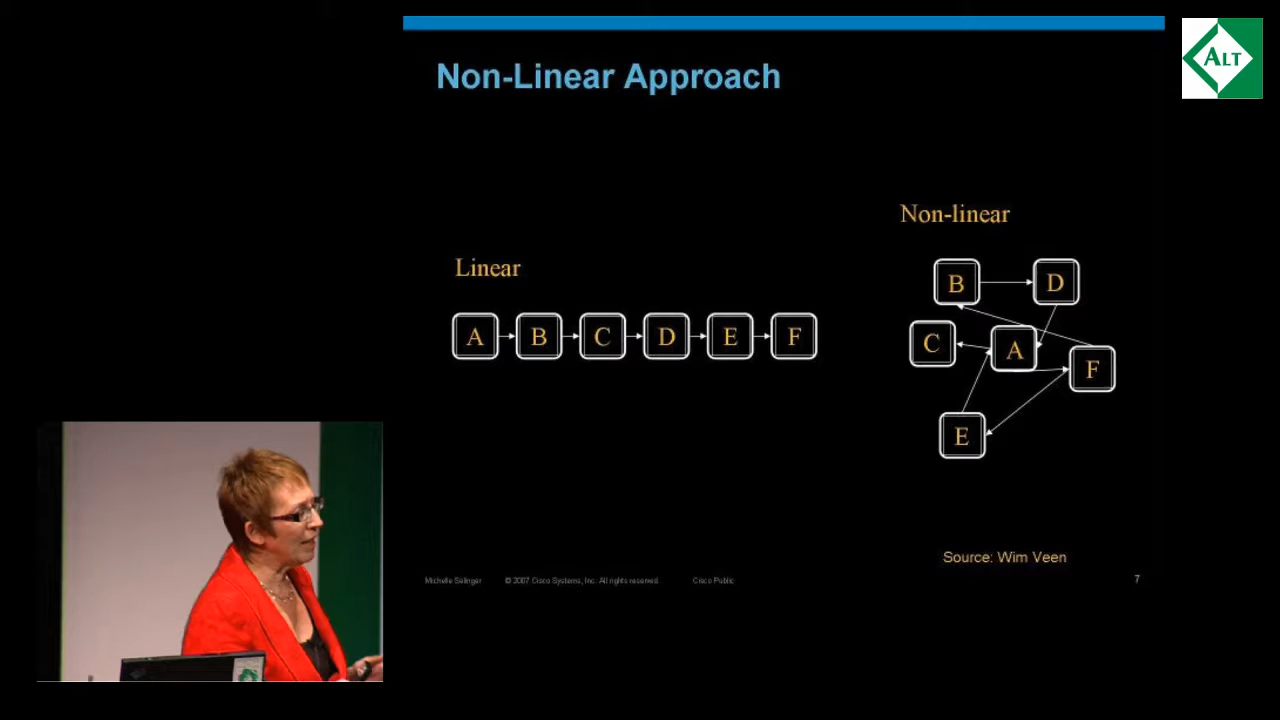 ALT
Non-Linear Approach
Non-linear
Linear
B D
A B C D E F
C A F
E
Source: Wim Veen
Michelle Selinger © 2007 Cisco Systems, Inc. All rights reserved. Cisco Public 7